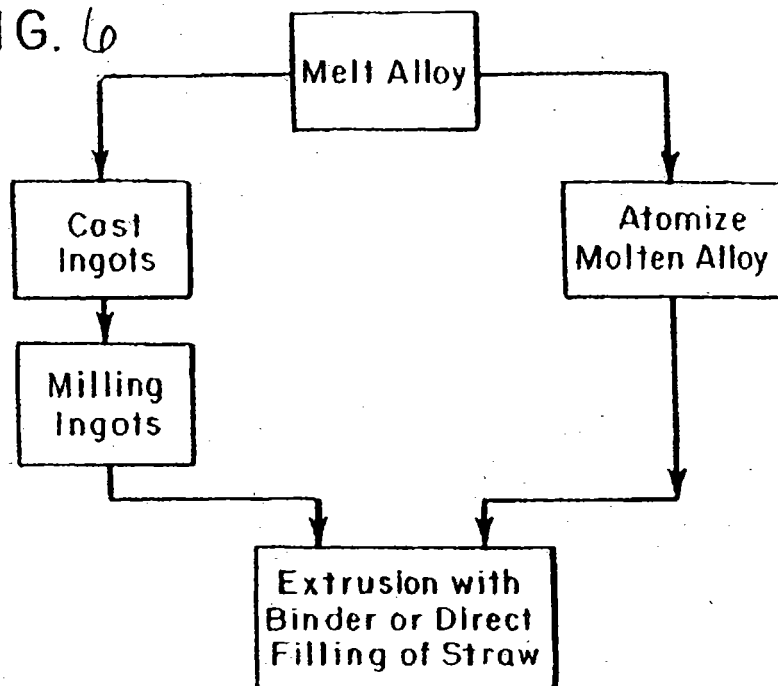 IG. 6
Melt Alloy
Cast
Ingots
Atomize
Molten Alloy
Milling
Ingots
Extrusion with
Binder or Direct
Filling of Straw